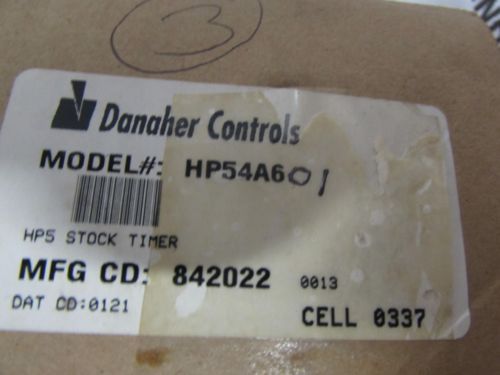 3
Danaher Controls
MODEL#: HP54A601
HP5 STOCK TIMER
MFG CD: 842022 0013
DAT CD:0121
CELL 0337